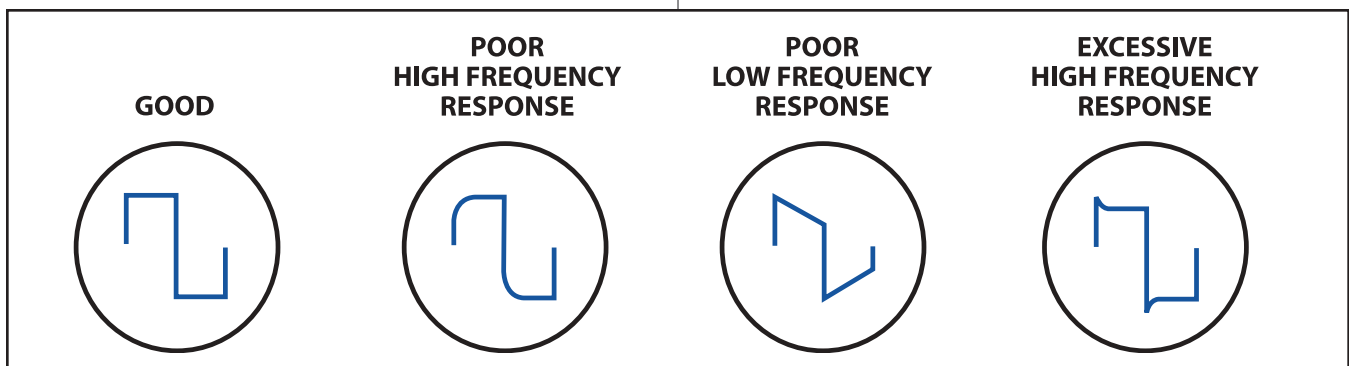 GOOD
POOR
HIGH FREQUENCY
RESPONSE
POOR
LOW FREQUENCY
RESPONSE
EXCESSIVE
HIGH FREQUENCY
RESPONSE